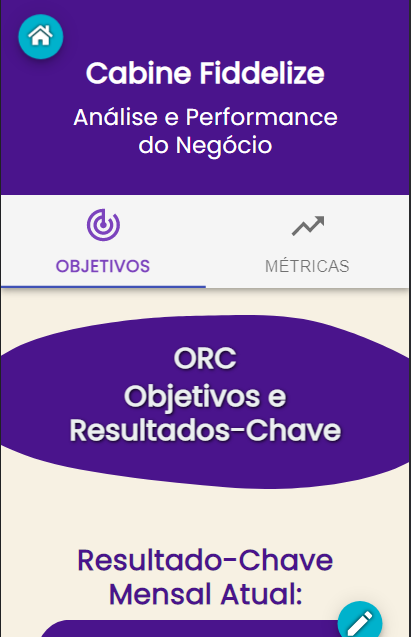 Cabine Fiddelize
Análise e Performance
do Negócio
OBJETIVOS
MÉTRICAS
ORC
Objetivos e
Resultados-Chave
Resultado-Chave
Mensal Atual: